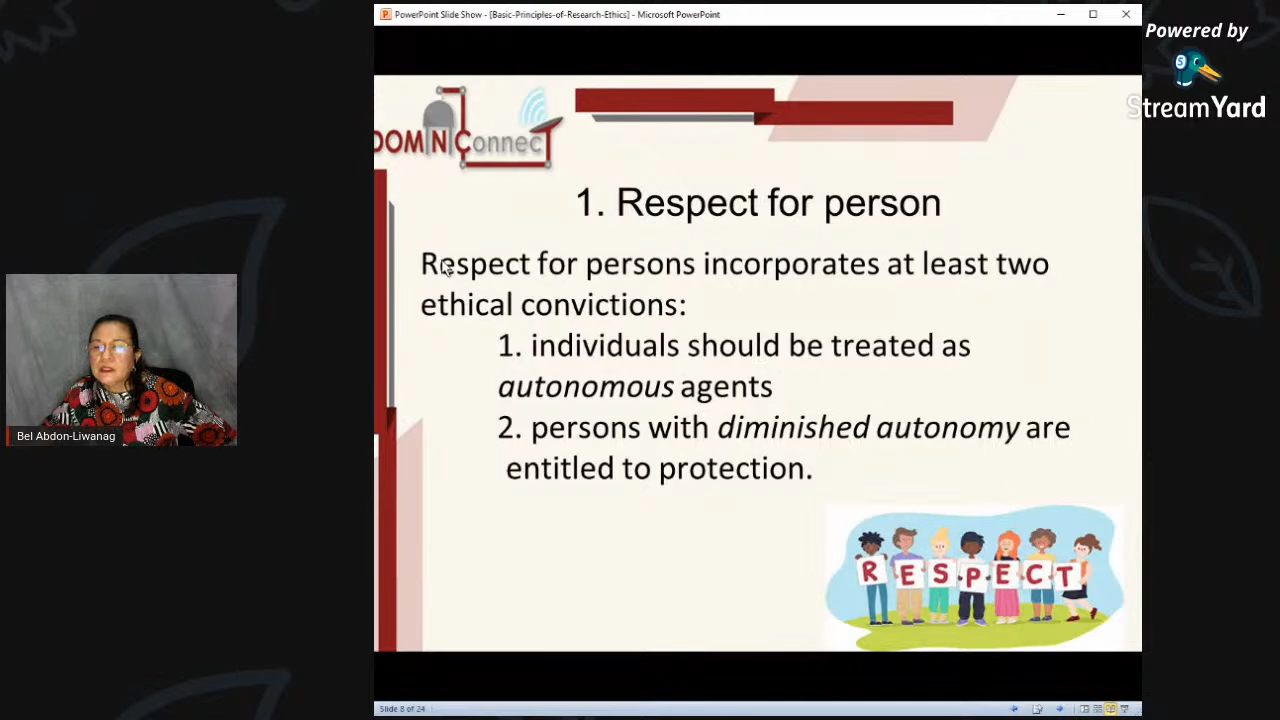 PowerPoint Slide Show - [Basic-Principles-of-Research-Ethics] - Microsoft PowerPoint
Powered by
StreamYard
DOMINConnecT
1. Respect for person
Respect for persons incorporates at least two
ethical convictions:
1. individuals should be treated as
autonomous agents
2. persons with diminished autonomy are
entitled to protection.
RESPECT
Bel Abdon-Liwanag
Slide 8 of 24